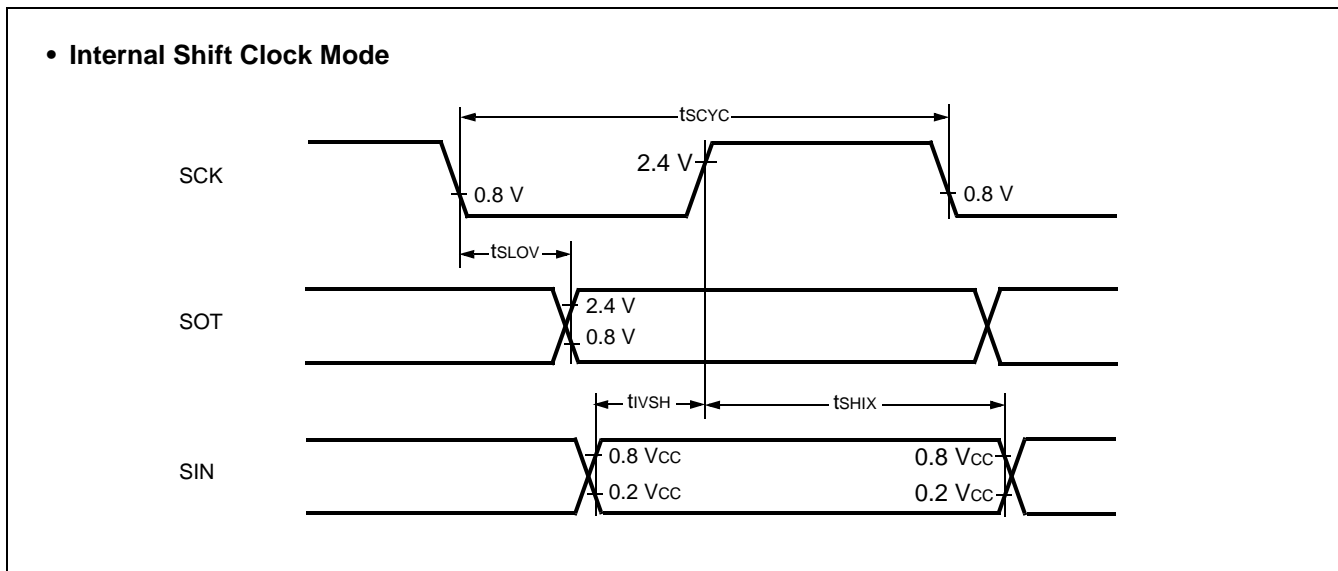 • Internal Shift Clock Mode
tSCYC
SCK
2.4 V
0.8 V
0.8 V
tSLOV
SOT
2.4 V
0.8 V
tIVSH
tSHIX
SIN
0.8 VCC
0.8 VCC
0.2 VCC
0.2 VCC